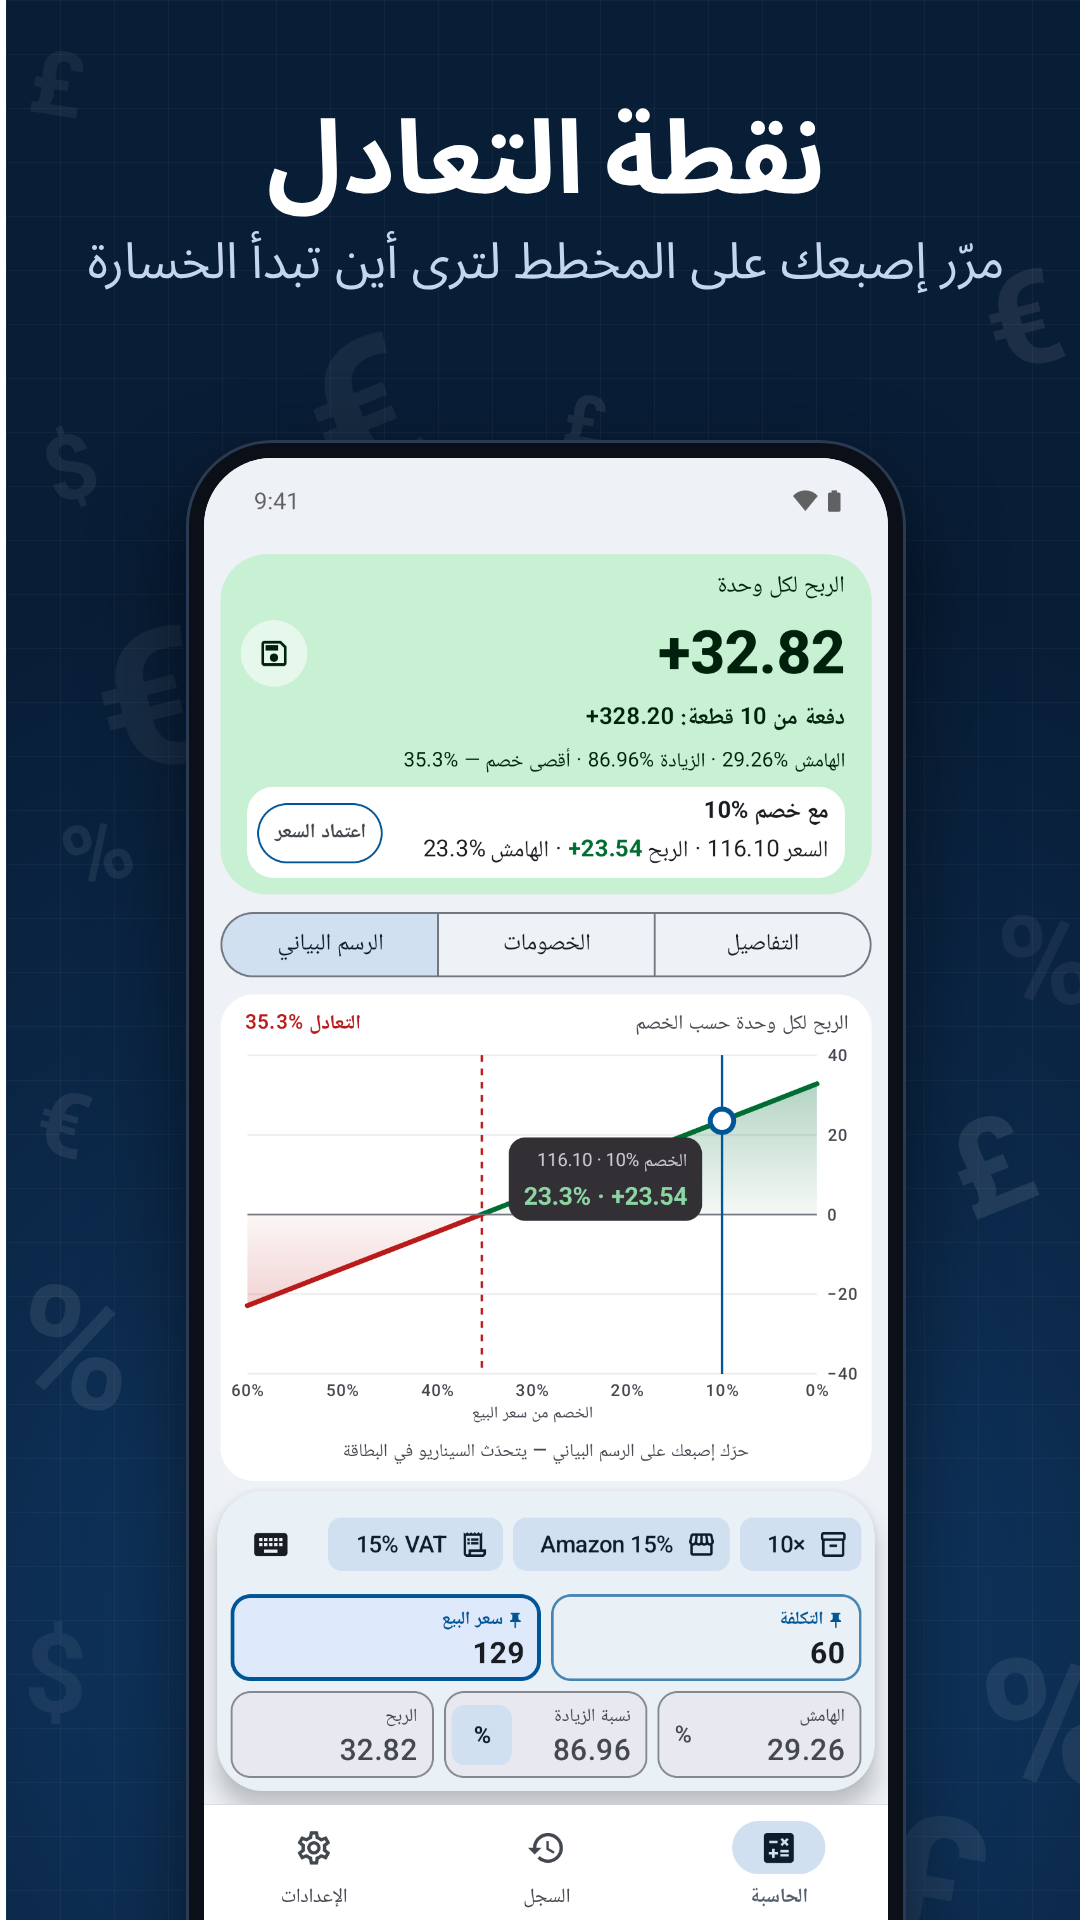 نقطة التعادل
مرّر إصبعك على المخطط لترى أين تبدأ الخسارة
9:41
الربح لكل وحدة
+32.82
دفعة من 10 قطعة: 328.20+
الهامش 29.26% · الزيادة 86.96% · أقصى خصم — 35.3%
مع خصم 10%
السعر 116.10 · الربح 23.54+ · الهامش 23.3%
اعتماد السعر
التفاصيل
الخصومات
الرسم البياني
الربح لكل وحدة حسب الخصم
التعادل 35.3%
40
20
0
−20
−40
الخصم 10% · 116.10
23.3% · +23.54
60% 50% 40% 30% 20% 10% 0%
الخصم من سعر البيع
حرّك إصبعك على الرسم البياني — يتحدّث السيناريو في البطاقة
10×
Amazon 15%
15% VAT
التكلفة
60
سعر البيع
129
الهامش
29.26 %
نسبة الزيادة
86.96 %
الربح
32.82
الحاسبة
السجل
الإعدادات